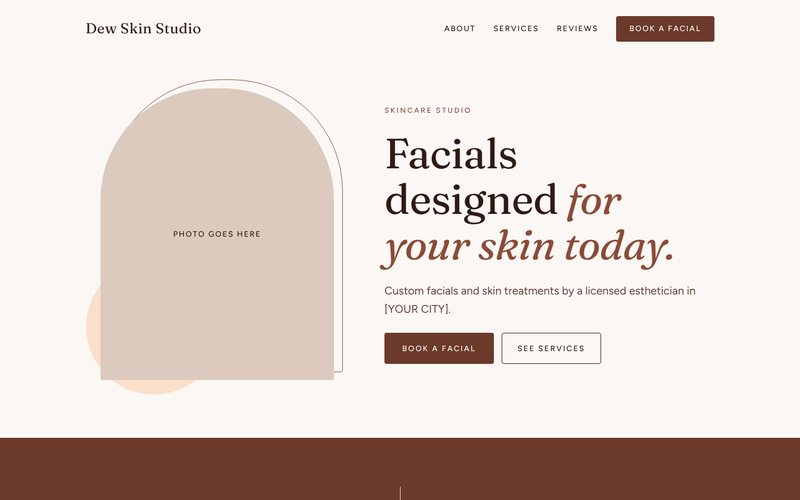 Dew Skin Studio
ABOUT SERVICES REVIEWS BOOK A FACIAL
PHOTO GOES HERE
SKINCARE STUDIO
Facials
designed for
your skin today.
Custom facials and skin treatments by a licensed esthetician in
[YOUR CITY].
BOOK A FACIAL SEE SERVICES